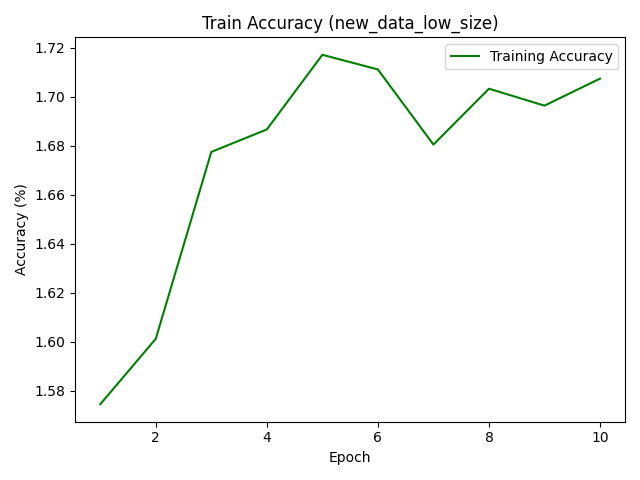 Train Accuracy (new_data_low_size)
Training Accuracy
Accuracy (%)
1.72
1.70
1.68
1.66
1.64
1.62
1.60
1.58
2 4 6 8 10
Epoch